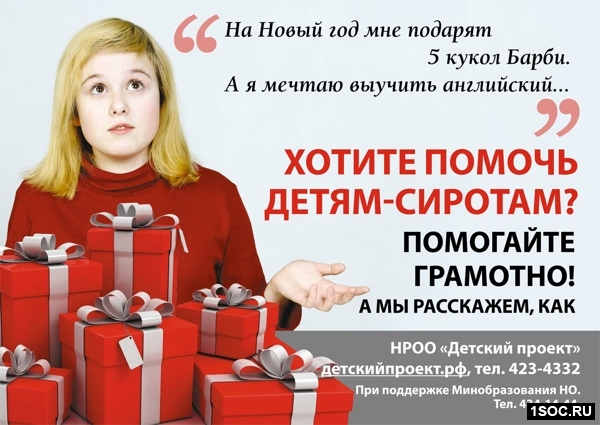 “ На Новый год мне подарят
5 кукол Барби.
А я мечтаю выучить английский...
”
ХОТИТЕ ПОМОЧЬ
ДЕТЯМ-СИРОТАМ?
ПОМОГАЙТЕ
ГРАМОТНО!
А МЫ РАССКАЖЕМ, КАК
НРОО «Детский проект»
детскийпроект.рф, тел. 423-4332
При поддержке Минобразования НО.
Тел.
1SOC.RU